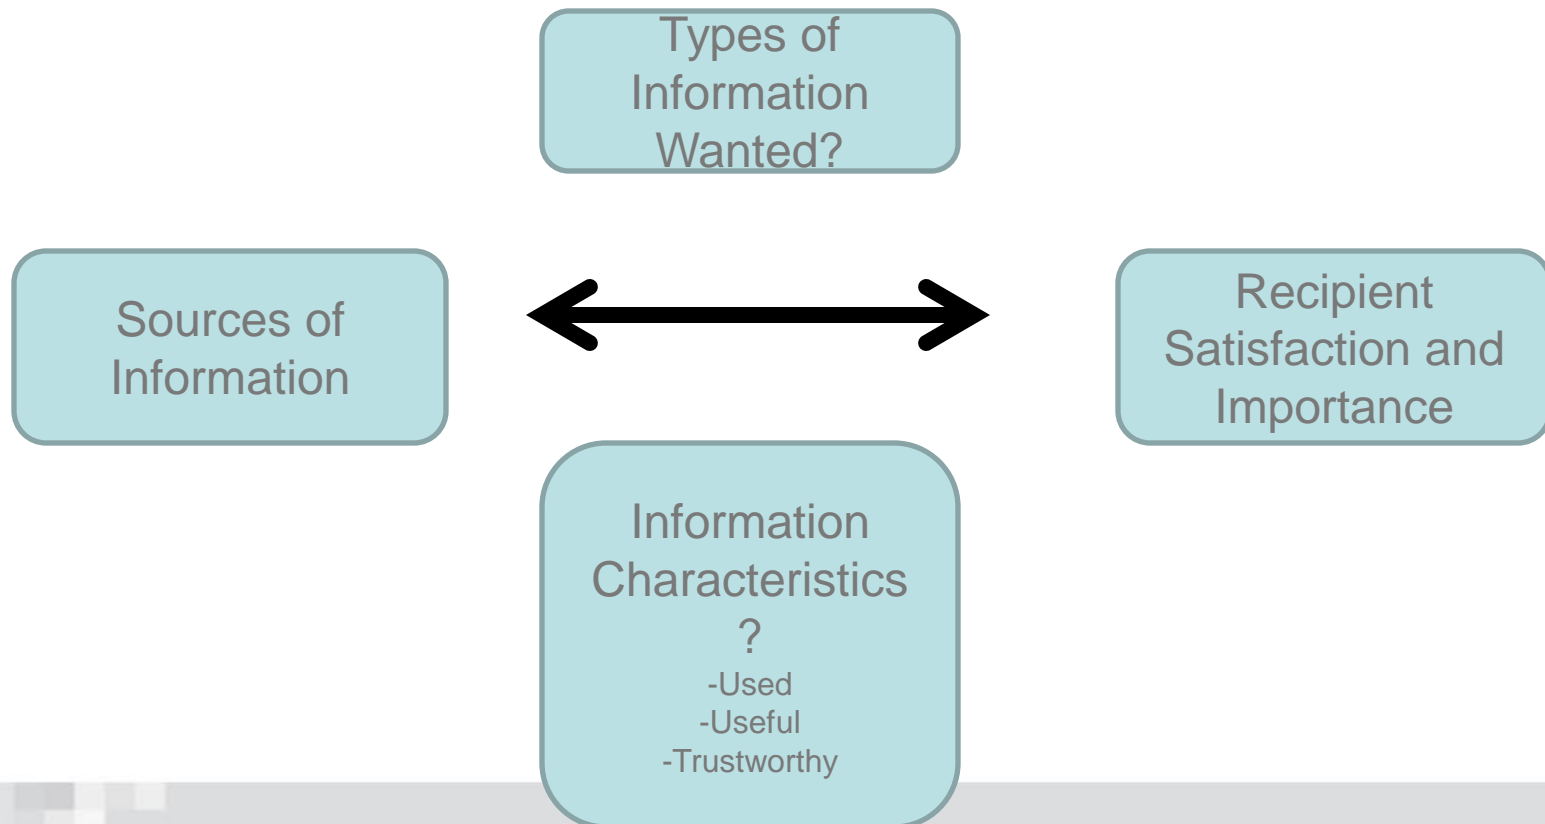 Types of
Information
Wanted?
Sources of
Information
Recipient
Satisfaction and
Importance
Information
Characteristics
?
-Used
-Useful
-Trustworthy